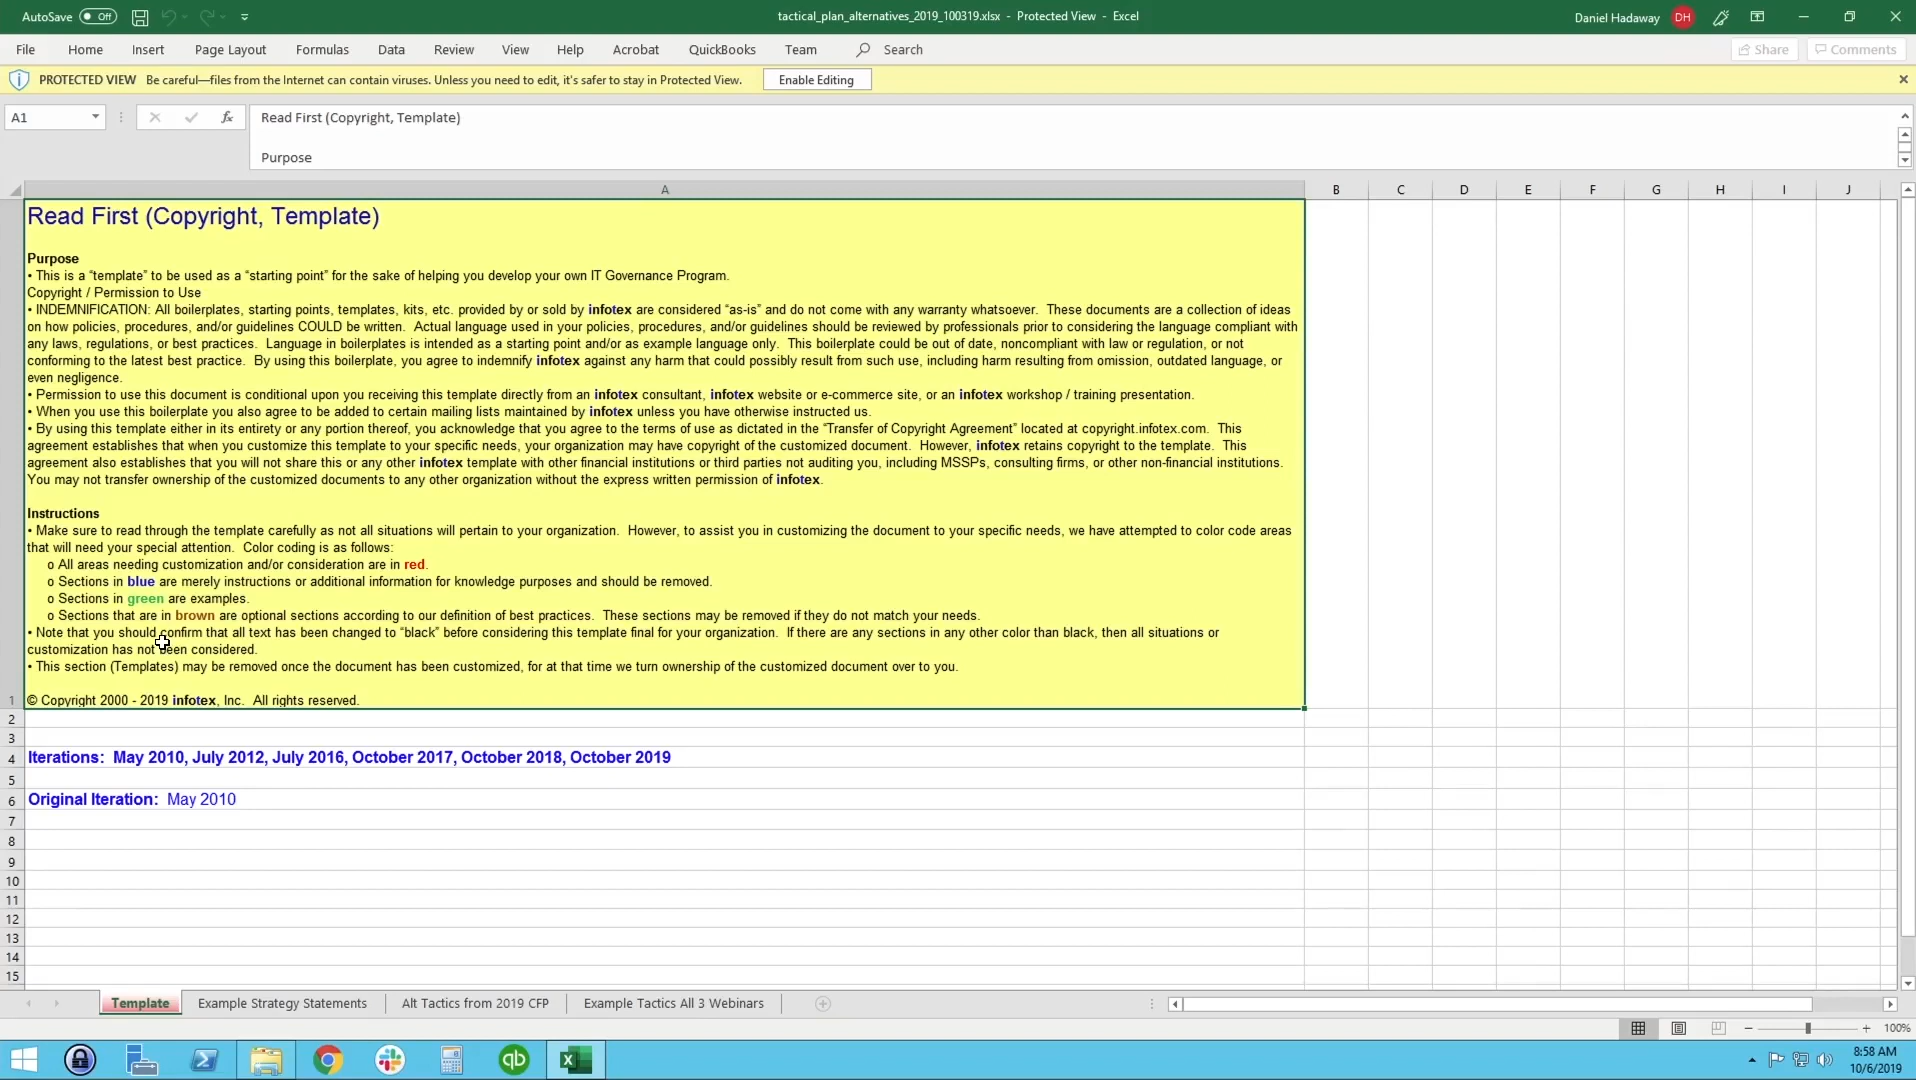 AutoSave Off
tactical_plan_alternatives_2019_100319.xlsx - Protected View - Excel
Daniel Hadaway DH
File Home Insert Page Layout Formulas Data Review View Help Acrobat QuickBooks Team Search Share Comments
PROTECTED VIEW Be careful—files from the Internet can contain viruses. Unless you need to edit, it's safer to stay in Protected View. Enable Editing
A1 fx Read First (Copyright, Template)
Purpose
A B C D E F G H I J
Read First (Copyright, Template)
Purpose
• This is a “template” to be used as a “starting point” for the sake of helping you develop your own IT Governance Program.
Copyright / Permission to Use
• INDEMNIFICATION: All boilerplates, starting points, templates, kits, etc. provided by or sold by infotex are considered “as-is” and do not come with any warranty whatsoever. These documents are a collection of ideas
on how policies, procedures, and/or guidelines COULD be written. Actual language used in your policies, procedures, and/or guidelines should be reviewed by professionals prior to considering the language compliant with
any laws, regulations, or best practices. Language in boilerplates is intended as a starting point and/or as example language only. This boilerplate could be out of date, noncompliant with law or regulation, or not
conforming to the latest best practice. By using this boilerplate, you agree to indemnify infotex against any harm that could possibly result from such use, including harm resulting from omission, outdated language, or
even negligence.
• Permission to use this document is conditional upon you receiving this template directly from an infotex consultant, infotex website or e-commerce site, or an infotex workshop / training presentation.
• When you use this boilerplate you also agree to be added to certain mailing lists maintained by infotex unless you have otherwise instructed us.
• By using this template either in its entirety or any portion thereof, you acknowledge that you agree to the terms of use as dictated in the “Transfer of Copyright Agreement” located at copyright.infotex.com. This
agreement establishes that when you customize this template to your specific needs, your organization may have copyright of the customized document. However, infotex retains copyright to the template. This
agreement also establishes that you will not share this or any other infotex template with other financial institutions or third parties not auditing you, including MSSPs, consulting firms, or other non-financial institutions.
You may not transfer ownership of the customized documents to any other organization without the express written permission of infotex.
Instructions
• Make sure to read through the template carefully as not all situations will pertain to your organization. However, to assist you in customizing the document to your specific needs, we have attempted to color code areas
that will need your special attention. Color coding is as follows:
o All areas needing customization and/or consideration are in red.
o Sections in blue are merely instructions or additional information for knowledge purposes and should be removed.
o Sections in green are examples.
o Sections that are in brown are optional sections according to our definition of best practices. These sections may be removed if they do not match your needs.
• Note that you should confirm that all text has been changed to “black” before considering this template final for your organization. If there are any sections in any other color than black, then all situations or
customization has not been considered.
• This section (Templates) may be removed once the document has been customized, for at that time we turn ownership of the customized document over to you.
1 © Copyright 2000 - 2019 infotex, Inc. All rights reserved.
2
3
4 Iterations: May 2010, July 2012, July 2016, October 2017, October 2018, October 2019
5
6 Original Iteration: May 2010
7
8
9
10
11
12
13
14
15
Template Example Strategy Statements Alt Tactics from 2019 CFP Example Tactics All 3 Webinars
100%
8:58 AM
10/6/2019